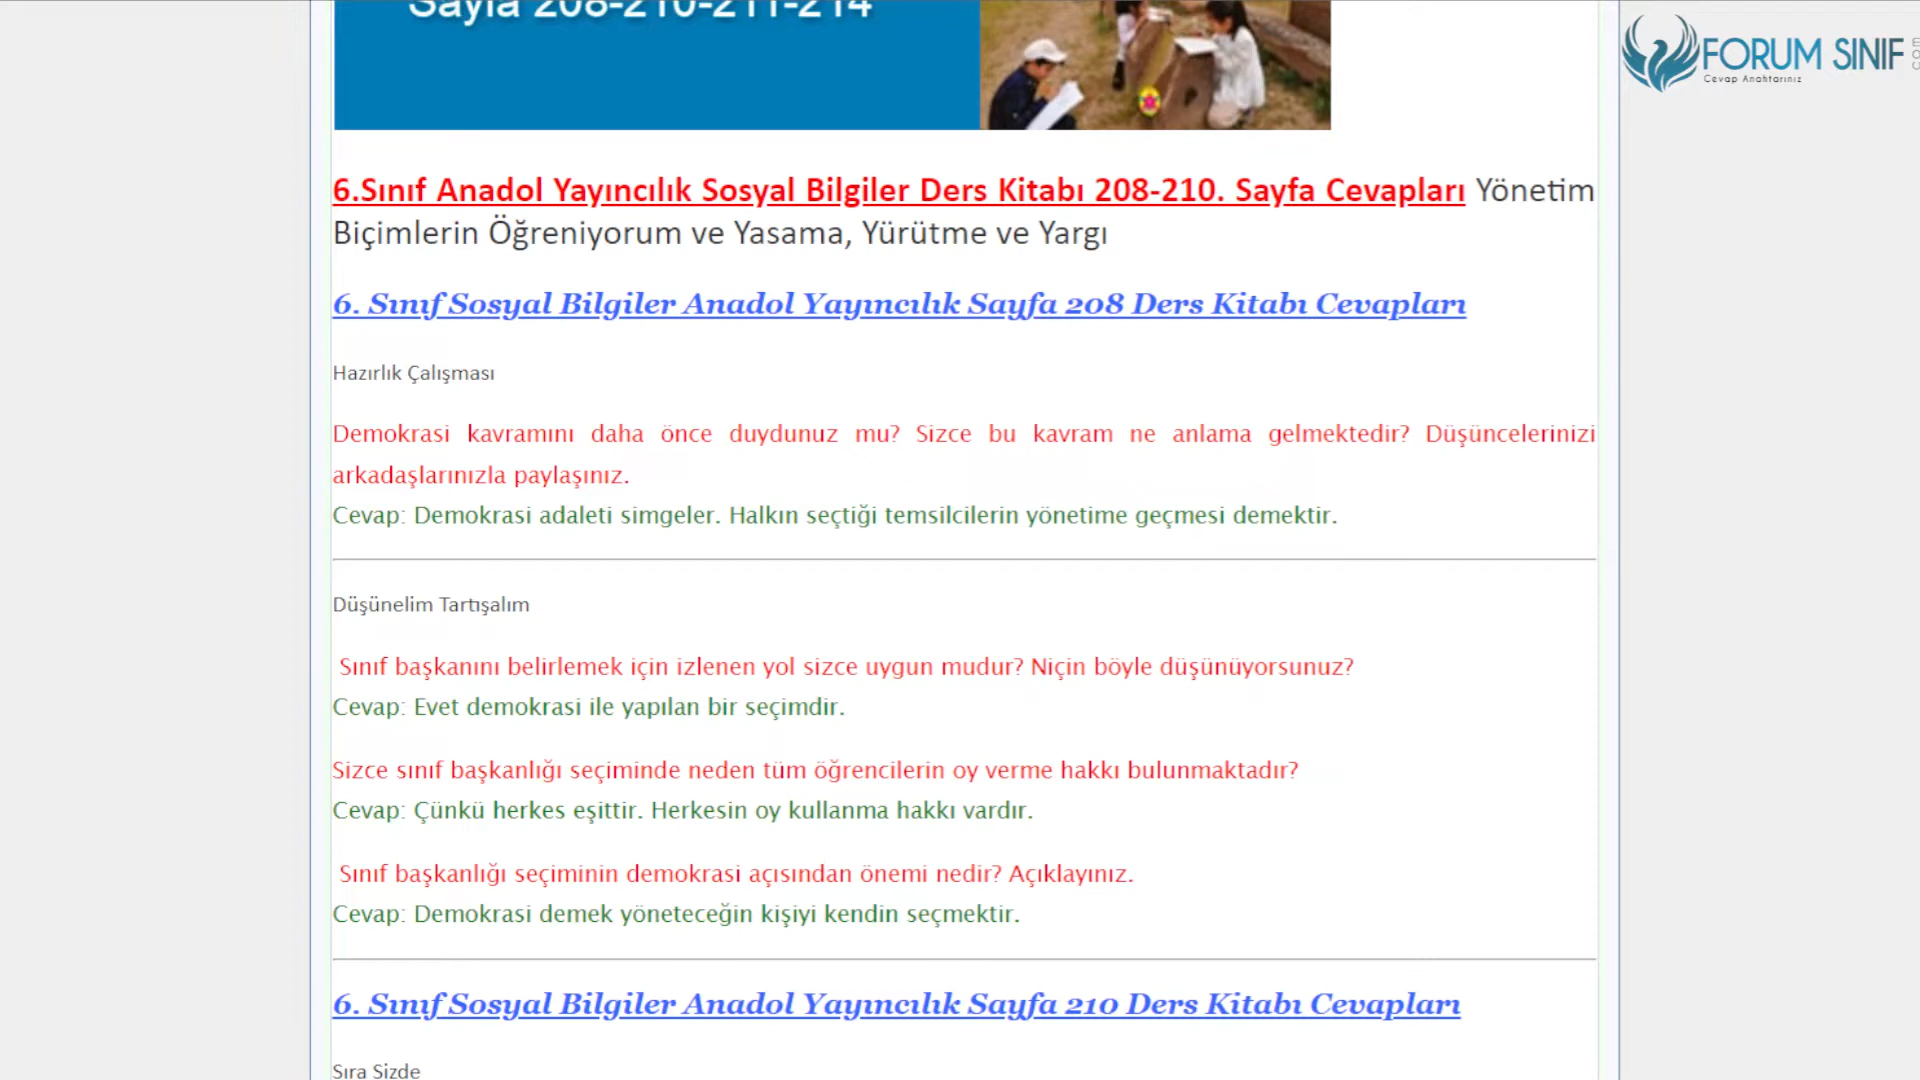 Sayfa 208-210-211-214
FORUM SINIF
Cevap Anahtarınız
6.Sınıf Anadol Yayıncılık Sosyal Bilgiler Ders Kitabı 208-210. Sayfa Cevapları Yönetim
Biçimlerin Öğreniyorum ve Yasama, Yürütme ve Yargı
6. Sınıf Sosyal Bilgiler Anadol Yayıncılık Sayfa 208 Ders Kitabı Cevapları
Hazırlık Çalışması
Demokrasi kavramını daha önce duydunuz mu? Sizce bu kavram ne anlama gelmektedir? Düşüncelerinizi
arkadaşlarınızla paylaşınız.
Cevap: Demokrasi adaleti simgeler. Halkın seçtiği temsilcilerin yönetime geçmesi demektir.
Düşünelim Tartışalım
Sınıf başkanını belirlemek için izlenen yol sizce uygun mudur? Niçin böyle düşünüyorsunuz?
Cevap: Evet demokrasi ile yapılan bir seçimdir.
Sizce sınıf başkanlığı seçiminde neden tüm öğrencilerin oy verme hakkı bulunmaktadır?
Cevap: Çünkü herkes eşittir. Herkesin oy kullanma hakkı vardır.
Sınıf başkanlığı seçiminin demokrasi açısından önemi nedir? Açıklayınız.
Cevap: Demokrasi demek yöneteceğin kişiyi kendin seçmektir.
6. Sınıf Sosyal Bilgiler Anadol Yayıncılık Sayfa 210 Ders Kitabı Cevapları
Sıra Sizde